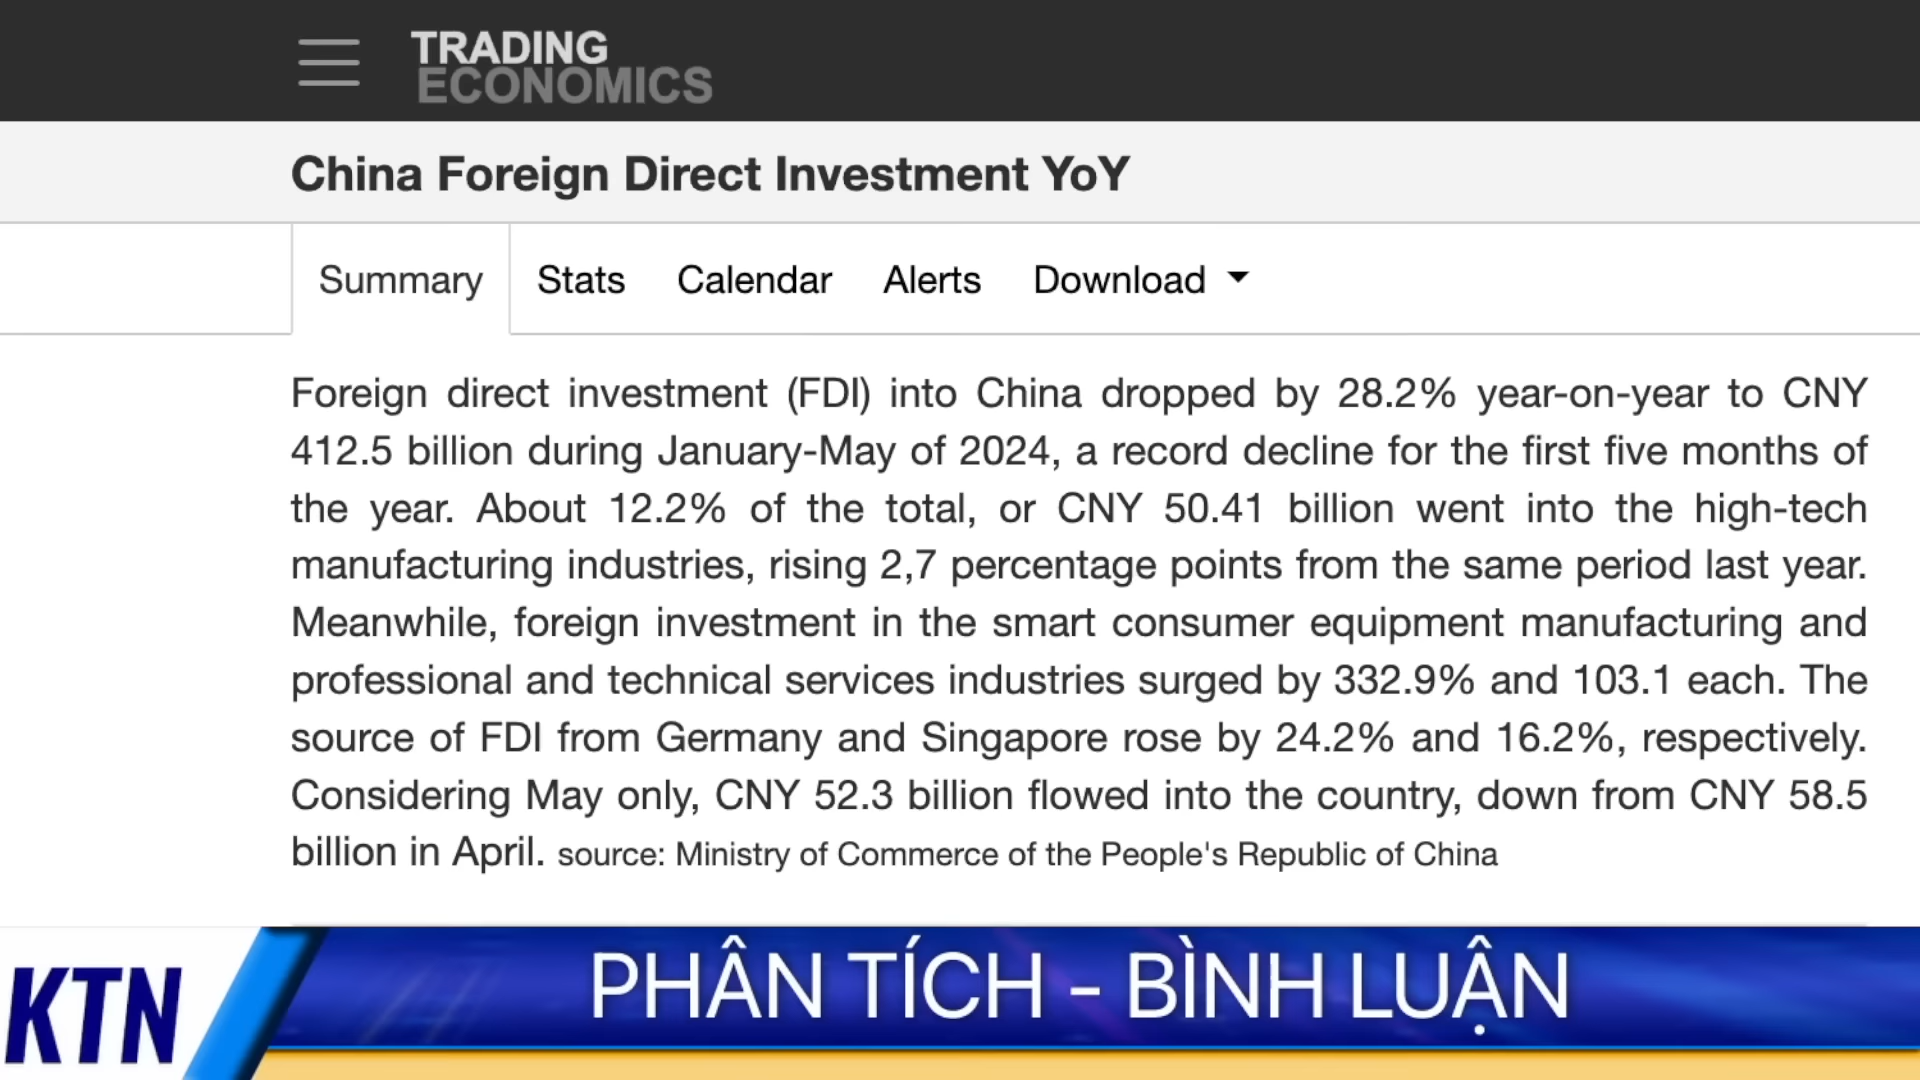 TRADING
ECONOMICS
China Foreign Direct Investment YoY
Summary Stats Calendar Alerts Download
Foreign direct investment (FDI) into China dropped by 28.2% year-on-year to CNY
412.5 billion during January-May of 2024, a record decline for the first five months of
the year. About 12.2% of the total, or CNY 50.41 billion went into the high-tech
manufacturing industries, rising 2,7 percentage points from the same period last year.
Meanwhile, foreign investment in the smart consumer equipment manufacturing and
professional and technical services industries surged by 332.9% and 103.1 each. The
source of FDI from Germany and Singapore rose by 24.2% and 16.2%, respectively.
Considering May only, CNY 52.3 billion flowed into the country, down from CNY 58.5
billion in April. source: Ministry of Commerce of the People's Republic of China
KTN
PHÂN TÍCH - BÌNH LUẬN